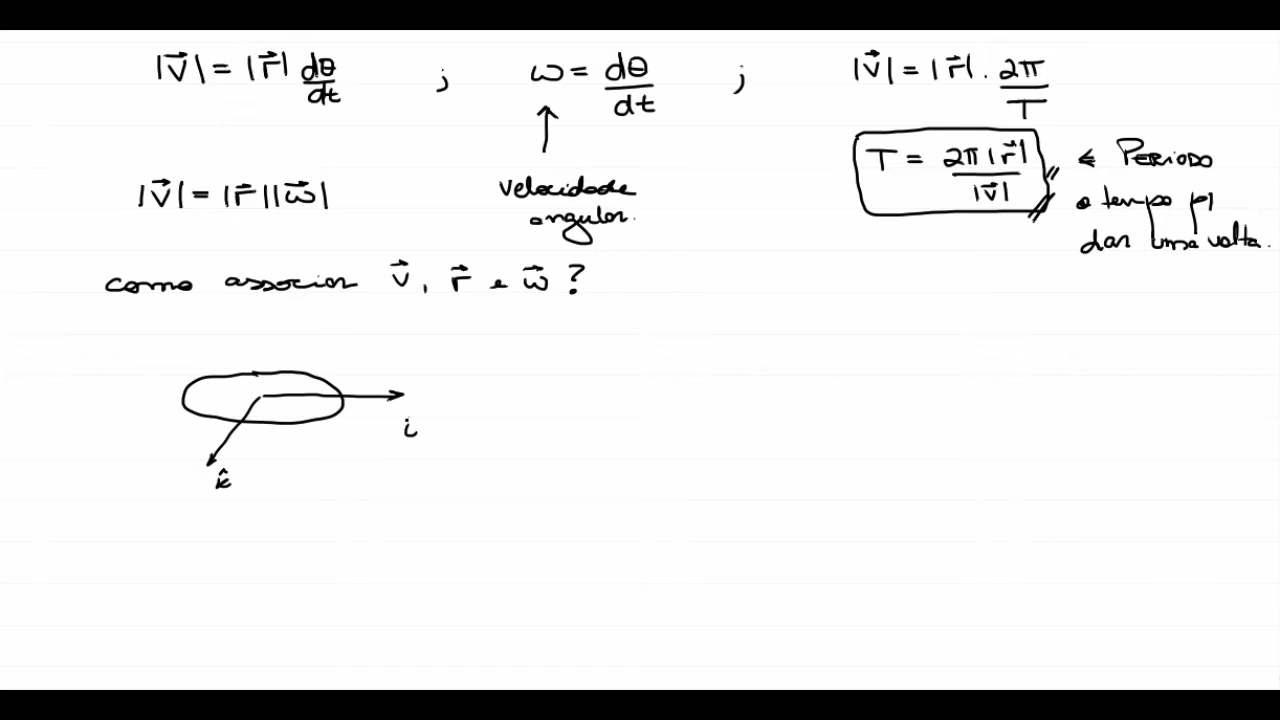 |v⃗| = |r⃗| dθ/dt ; ω = dθ/dt ; |v⃗| = |r⃗| . 2π/T
T = 2π|r⃗|/|v⃗| ⇐ PERIODO
|v⃗| = |r⃗||ω⃗|
velocidade
angular.
o tempo p/
dar uma volta.
como associar v⃗, r⃗ e ω⃗ ?
i
k̂